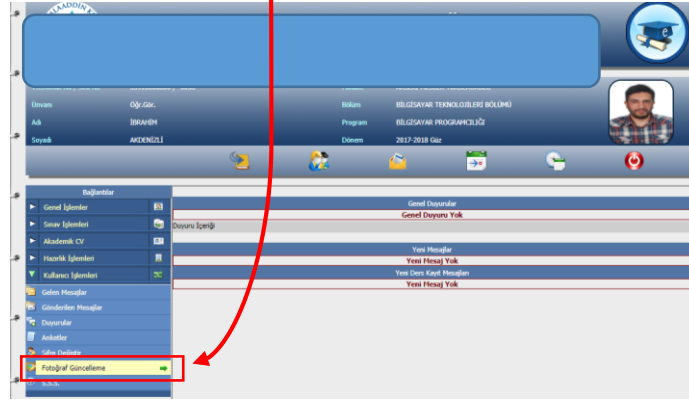 ALAADDİN K
e
Ünvanı Öğr.Gör. Bölüm BİLGİSAYAR TEKNOLOJİLERİ BÖLÜMÜ
Adı İBRAHİM Program BİLGİSAYAR PROGRAMCILIĞI
Soyadı AKDENİZLİ Dönem 2017-2018 Güz
Bağlantılar
Genel İşlemler
Sınav İşlemleri
Akademik CV
Hazırlık İşlemleri
Kullanıcı İşlemleri
Gelen Mesajlar
Gönderilen Mesajlar
Duyurular
Anketler
Şifre Değiştir
Fotoğraf Güncelleme
S.S.S.
Genel Duyurular
Genel Duyuru Yok
Duyuru İçeriği
Yeni Mesajlar
Yeni Mesaj Yok
Yeni Ders Kayıt Mesajları
Yeni Mesaj Yok